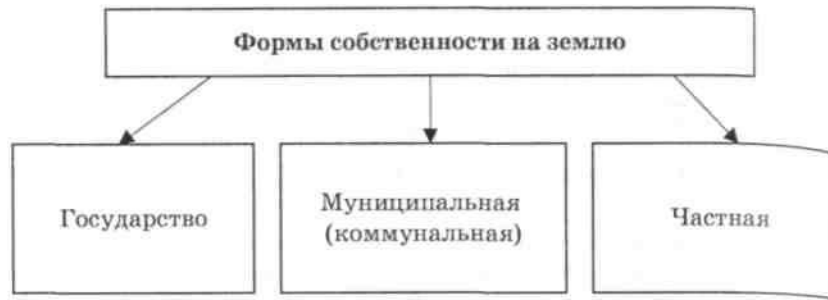 Формы собственности на землю
Государство
Муниципальная
(коммунальная)
Частная